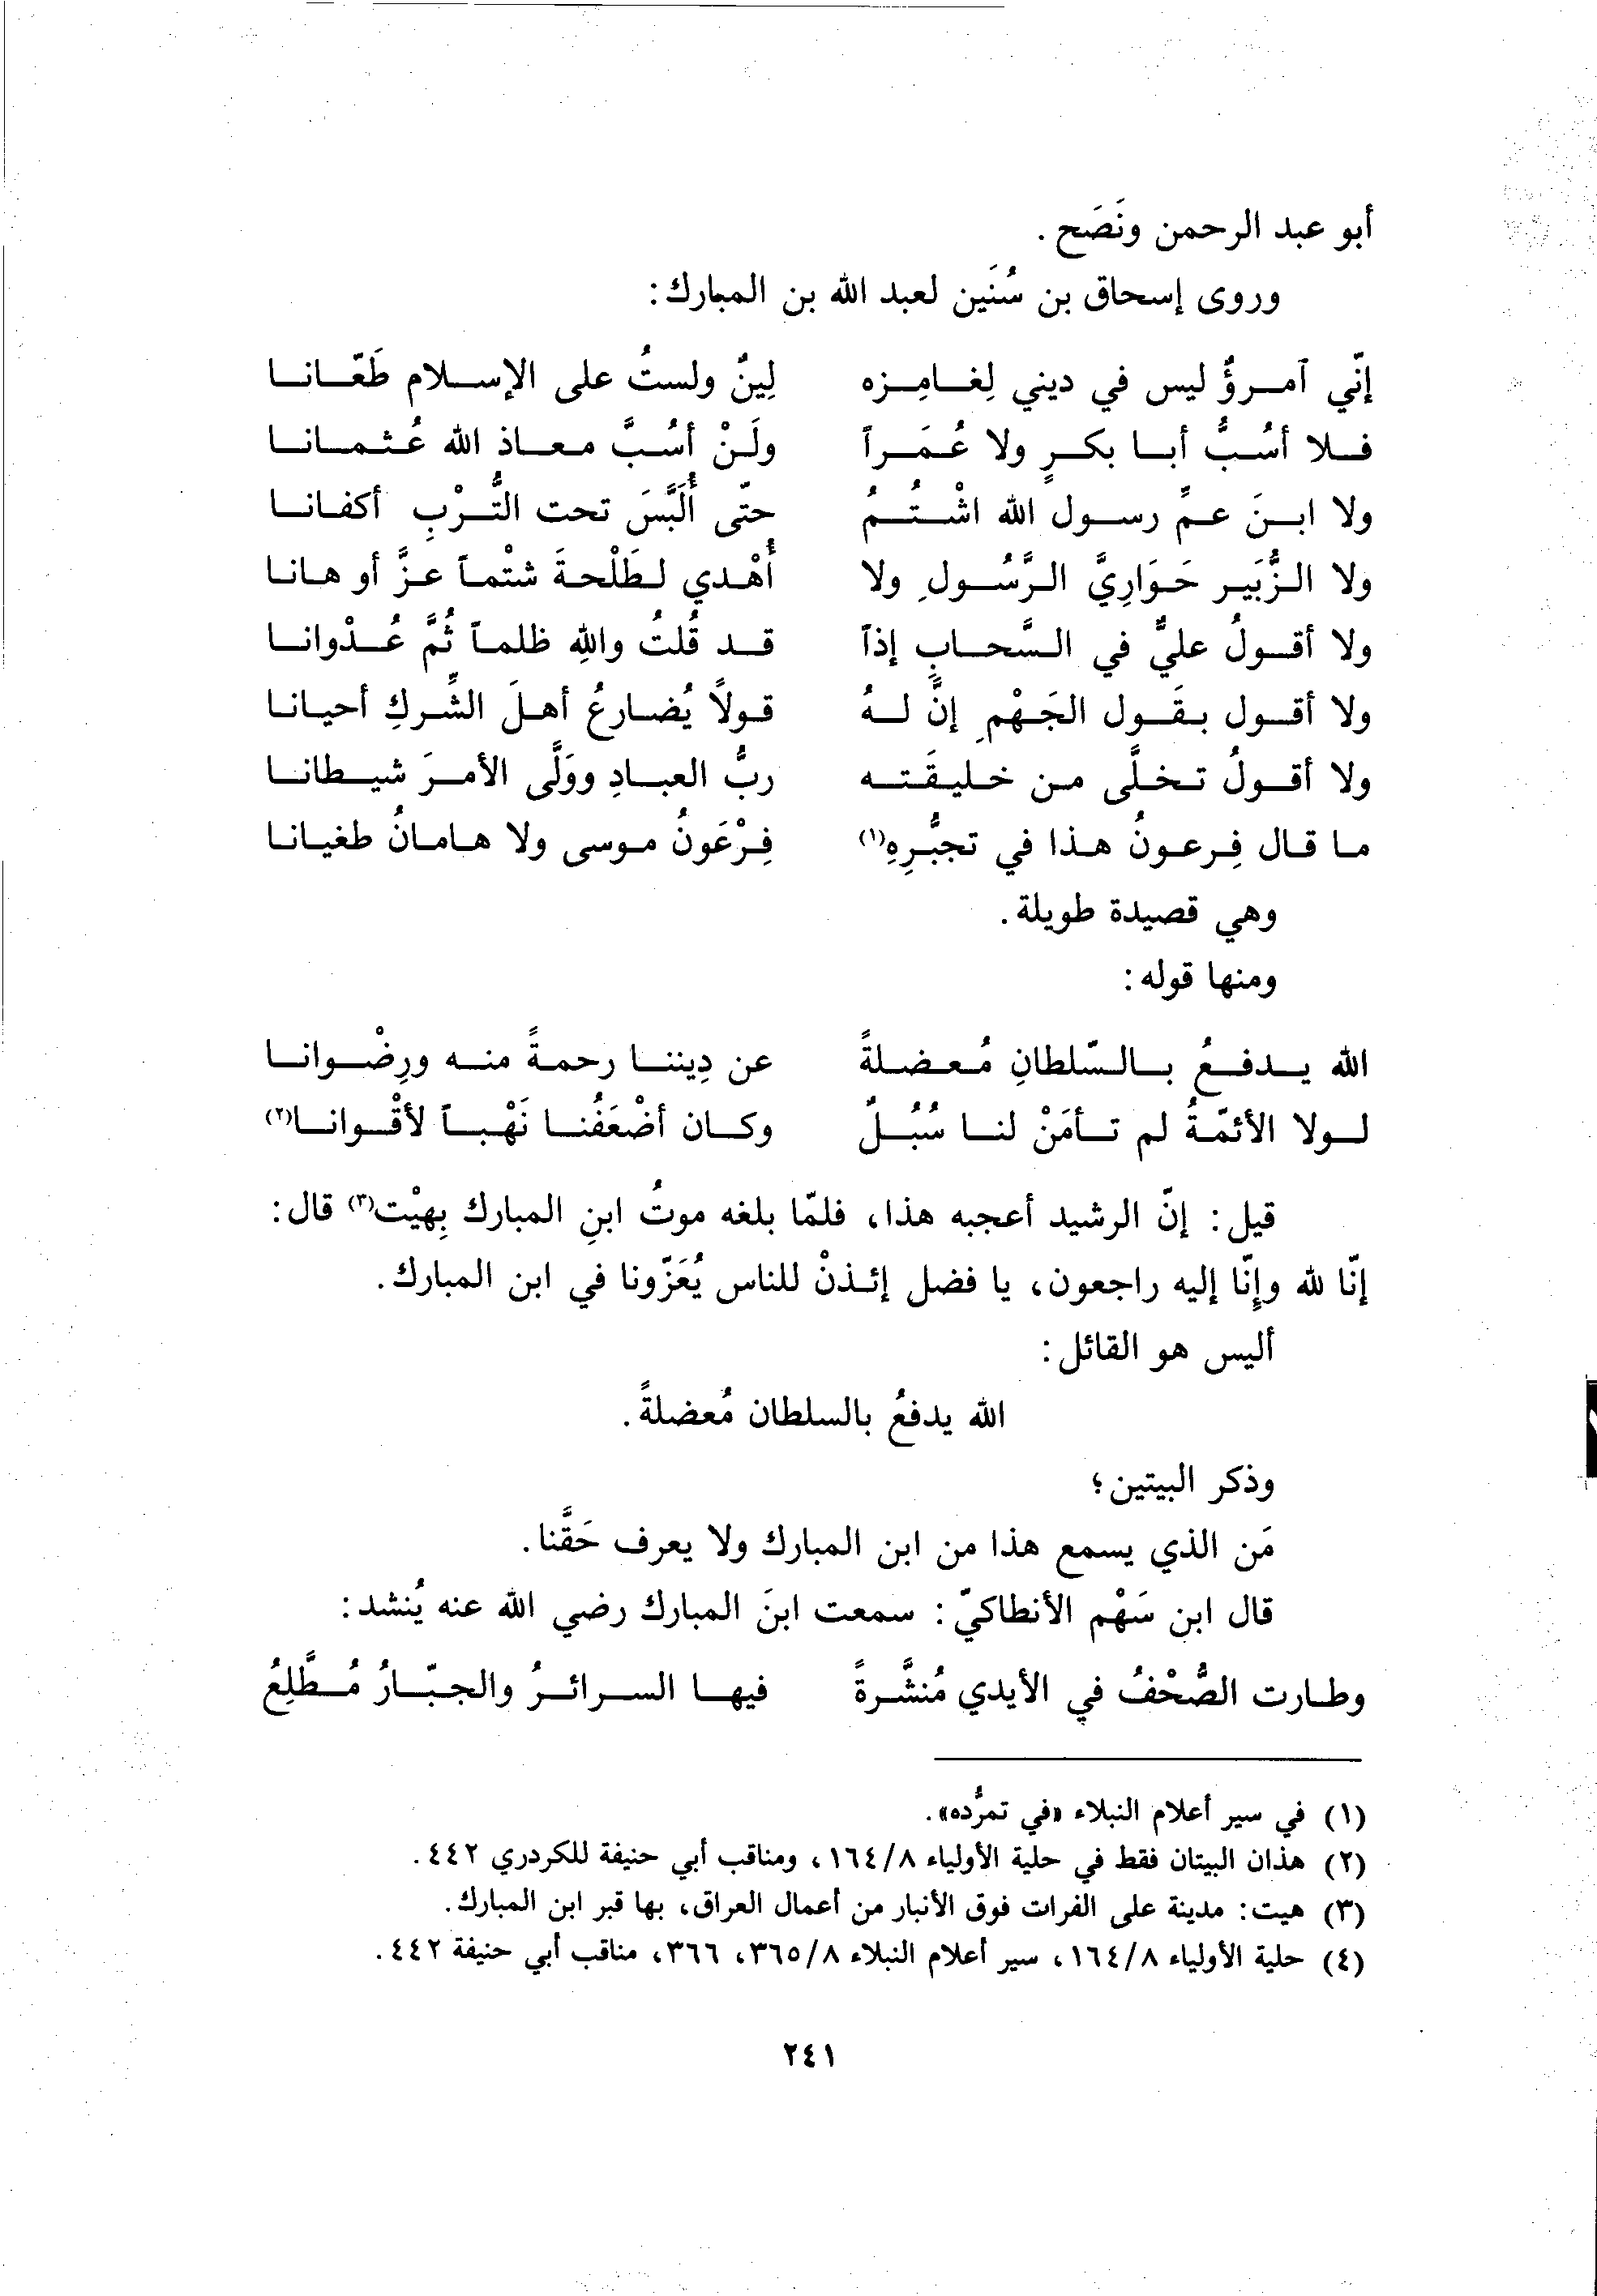 أبو عبد الرحمن ونَصَح.
وروى إسحاق بن سُنَين لعبد الله بن المبارك:
إنّي آمرؤٌ ليس في ديني لِغامِزه لِينٌ ولستُ على الإسلام طَعّانا
فلا أسُبُّ أبا بكرٍ ولا عُمَراً ولَنْ أسُبَّ معاذ الله عُثمانا
ولا ابنَ عمِّ رسول الله اشْتُمُ حتّى أُلَبَّسَ تحت التُّرْبِ أكفانا
ولا الزُّبَير حَوَارِيَّ الرَّسُولِ ولا أُهْدي لطَلْحةَ شتْماً عزَّ أو هانا
ولا أقولُ عليٌّ في السَّحابِ إذاً قد قُلتُ واللهِ ظلماً ثُمَّ عُدْوانا
ولا أقول بقَول الجَهْمِ إنَّ لهُ قولًا يُضارعُ أهلَ الشِّركِ أحيانا
ولا أقولُ تخلَّى من خليقَته ربُّ العبادِ ووَلَّى الأمرَ شيطانا
ما قال فِرعونُ هذا في تجبُّرِهِ(١) فِرْعَونُ موسى ولا هامانُ طغيانا
وهي قصيدة طويلة.
ومنها قوله:
الله يدفعُ بالسّلطانِ مُعضلةً عن دِيننا رحمةً منه ورِضْوانا
لولا الأئمّةُ لم تأمَنْ لنا سُبُلٌ وكان أضْعَفُنا نَهْباً لأقْوانا(٢)
قيل: إنّ الرشيد أعجبه هذا، فلمّا بلغه موتُ ابنِ المبارك بِهيْت(٣) قال:
إنّا لله وإنّا إليه راجعون، يا فضل إئذنْ للناس يُعَزّونا في ابن المبارك.
أليس هو القائل:
الله يدفعُ بالسلطان مُعضلةً.
وذكر البيتين؛
مَن الذي يسمع هذا من ابن المبارك ولا يعرف حَقَّنا.
قال ابن سَهْم الأنطاكيّ: سمعت ابنَ المبارك رضي الله عنه يُنشد:
وطارت الصُّحْفُ في الأيدي مُنشَّرةً فيها السرائرُ والجبّارُ مُطَّلِعُ
(١) في سير أعلام النبلاء «في تمرُّده».
(٢) هذان البيتان فقط في حلية الأولياء ٨/١٦٤، ومناقب أبي حنيفة للكردري ٤٤٢.
(٣) هيت: مدينة على الفرات فوق الأنبار من أعمال العراق، بها قبر ابن المبارك.
(٤) حلية الأولياء ٨/١٦٤، سير أعلام النبلاء ٨/٣٦٥، ٣٦٦، مناقب أبي حنيفة ٤٤٢.
٢٤١